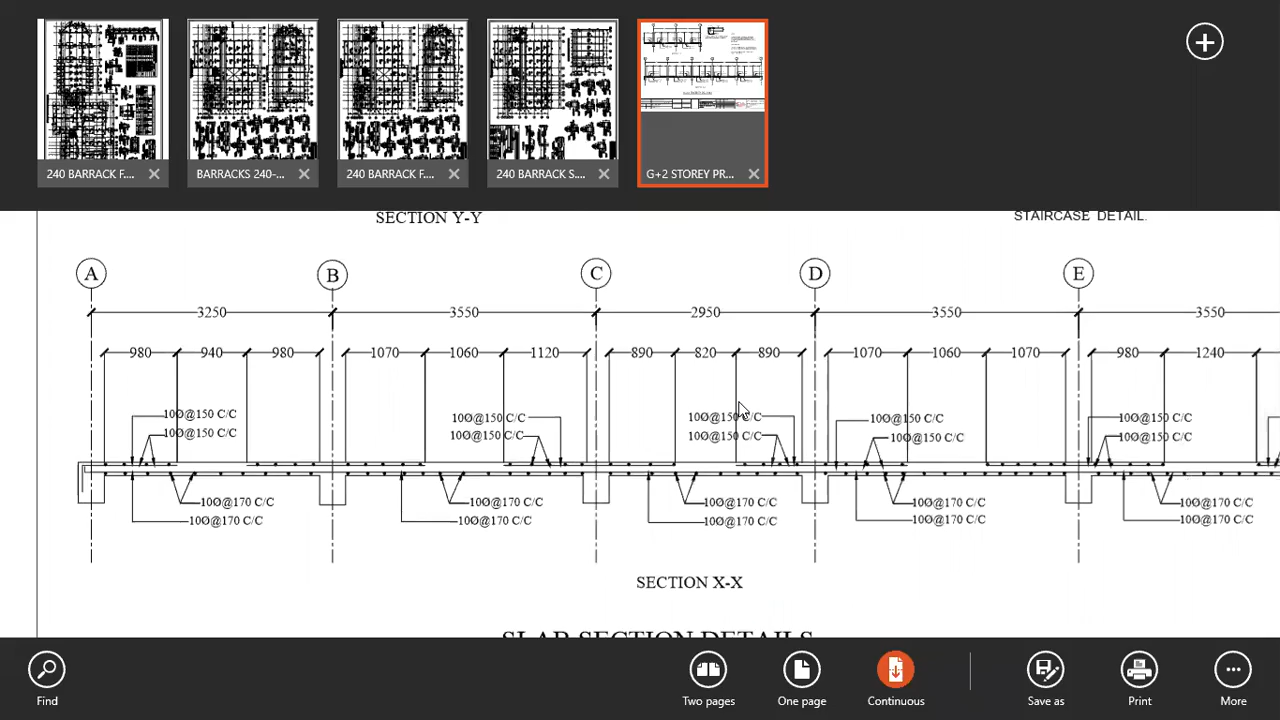 240 BARRACK F....
BARRACKS 240-...
240 BARRACK F....
240 BARRACK S....
G+2 STOREY PR...
SECTION Y-Y
STAIRCASE DETAIL.
A B C D E
3250 3550 2950 3550 3550
980 940 980 1070 1060 1120 890 820 890 1070 1060 1070 980 1240
10Ø@150 C/C 10Ø@150 C/C 10Ø@150 C/C 10Ø@150 C/C 10Ø@150 C/C
10Ø@150 C/C 10Ø@150 C/C 10Ø@150 C/C 10Ø@150 C/C 10Ø@150 C/C
10Ø@170 C/C 10Ø@170 C/C 10Ø@170 C/C 10Ø@170 C/C 10Ø@170 C/C
10Ø@170 C/C 10Ø@170 C/C 10Ø@170 C/C 10Ø@170 C/C 10Ø@170 C/C
SECTION X-X
SLAB SECTION DETAILS
Find
Two pages
One page
Continuous
Save as
Print
More